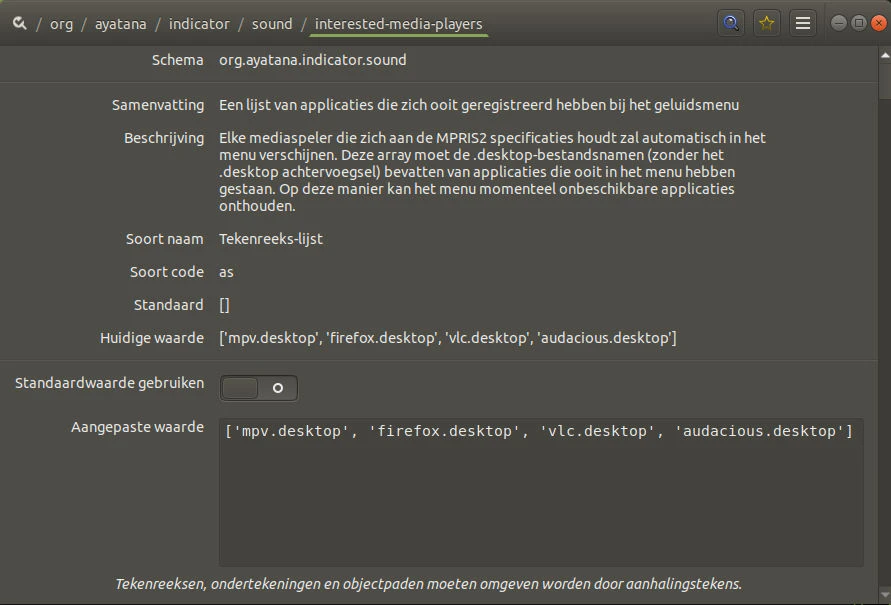 / org / ayatana / indicator / sound / interested-media-players
Schema org.ayatana.indicator.sound
Samenvatting Een lijst van applicaties die zich ooit geregistreerd hebben bij het geluidsmenu
Beschrijving Elke mediaspeler die zich aan de MPRIS2 specificaties houdt zal automatisch in het
menu verschijnen. Deze array moet de .desktop-bestandsnamen (zonder het
.desktop achtervoegsel) bevatten van applicaties die ooit in het menu hebben
gestaan. Op deze manier kan het menu momenteel onbeschikbare applicaties
onthouden.
Soort naam Tekenreeks-lijst
Soort code as
Standaard []
Huidige waarde ['mpv.desktop', 'firefox.desktop', 'vlc.desktop', 'audacious.desktop']
Standaardwaarde gebruiken
Aangepaste waarde ['mpv.desktop', 'firefox.desktop', 'vlc.desktop', 'audacious.desktop']
Tekenreeksen, ondertekeningen en objectpaden moeten omgeven worden door aanhalingstekens.